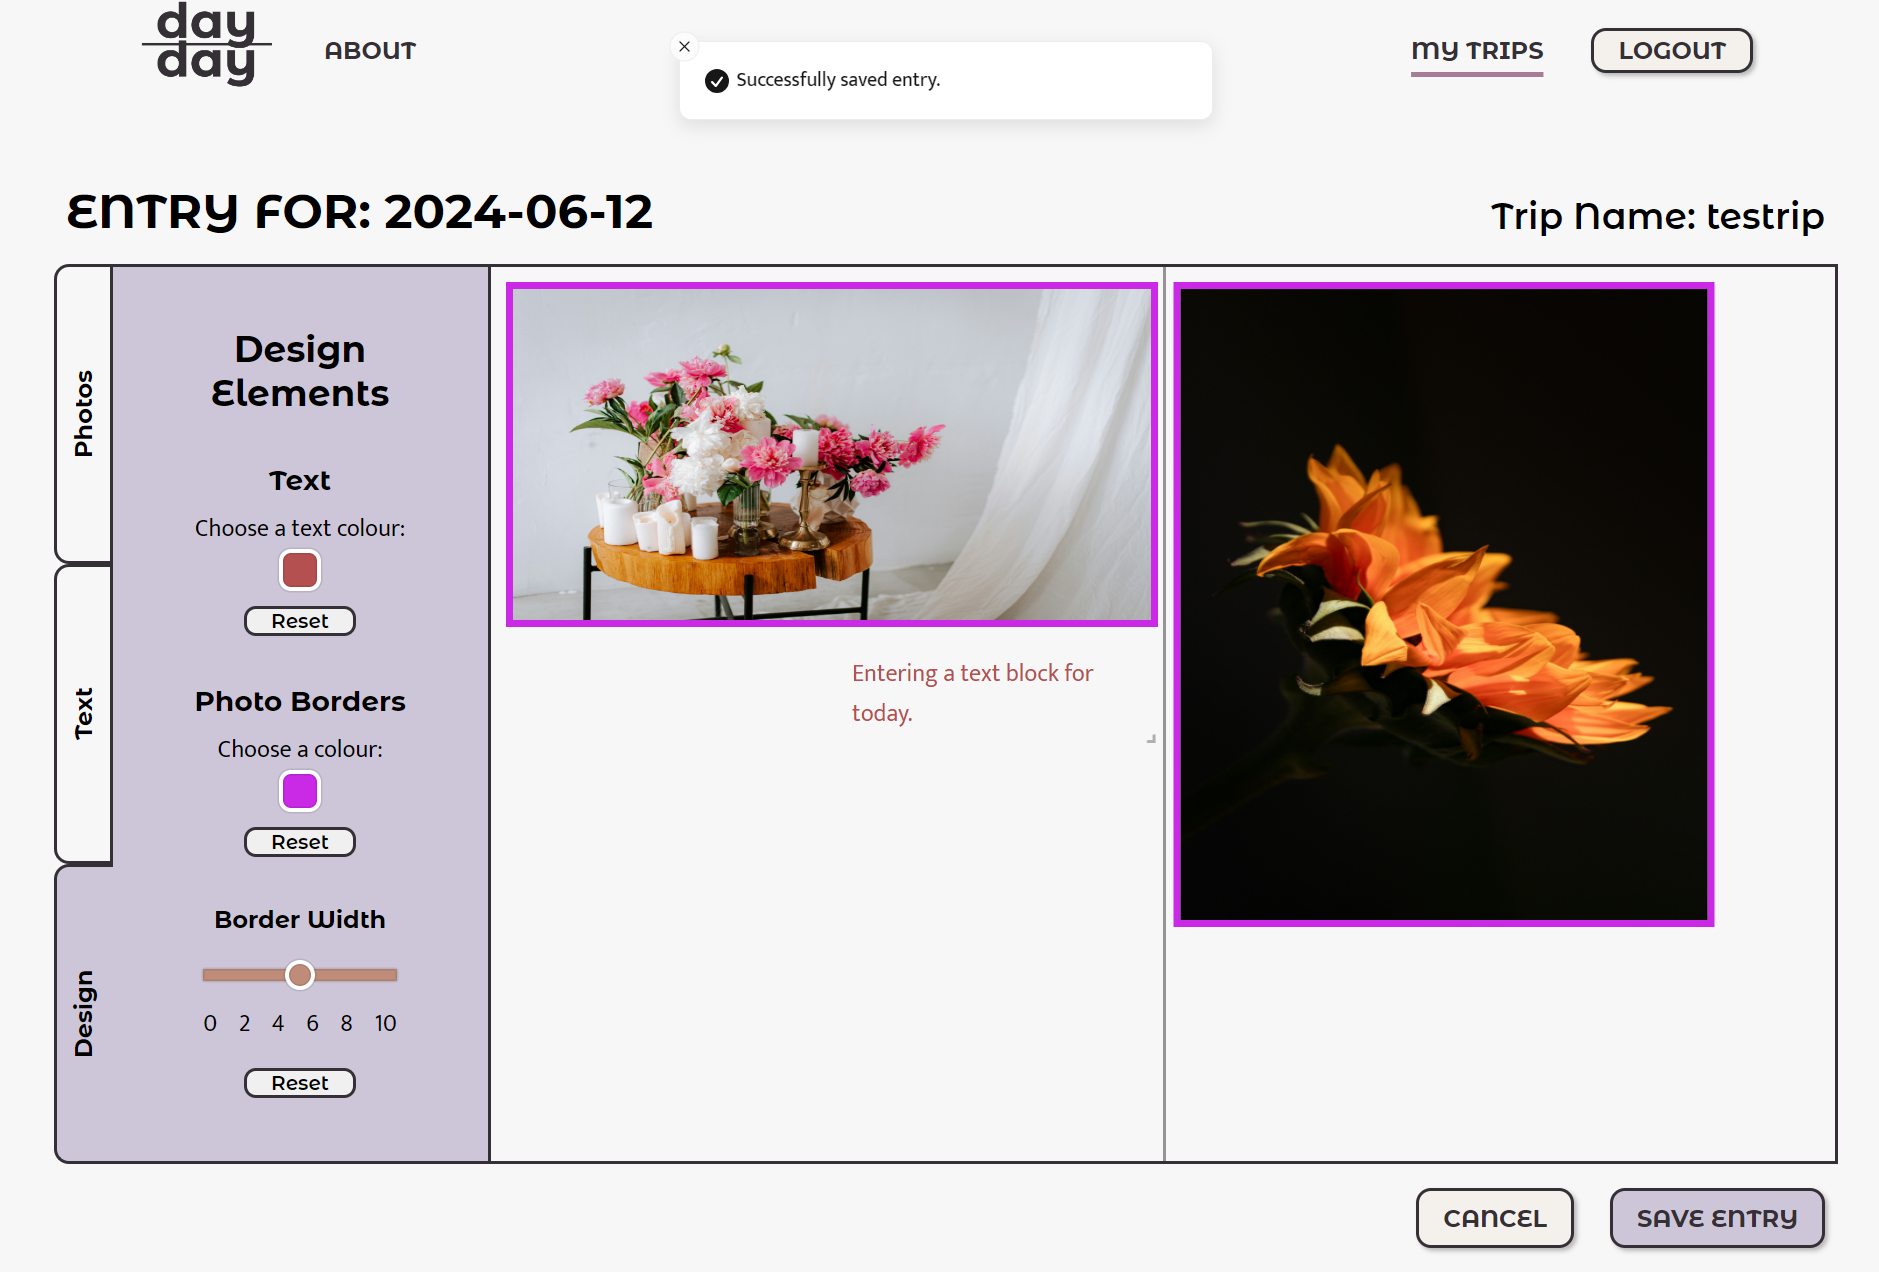 day
day
ABOUT
Successfully saved entry.
MY TRIPS
LOGOUT
ENTRY FOR: 2024-06-12
Trip Name: testrip
Photos
Text
Design
Design
Elements
Text
Choose a text colour:
Reset
Photo Borders
Choose a colour:
Reset
Border Width
0 2 4 6 8 10
Reset
Entering a text block for
today.
CANCEL
SAVE ENTRY